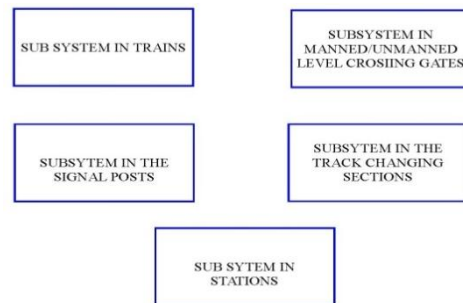 SUB SYSTEM IN TRAINS
SUBSYSTEM IN
MANNED/UNMANNED
LEVEL CROSIING GATES
SUBSYTEM IN THE
SIGNAL POSTS
SUBSYTEM IN THE
TRACK CHANGING
SECTIONS
SUB SYTEM IN
STATIONS